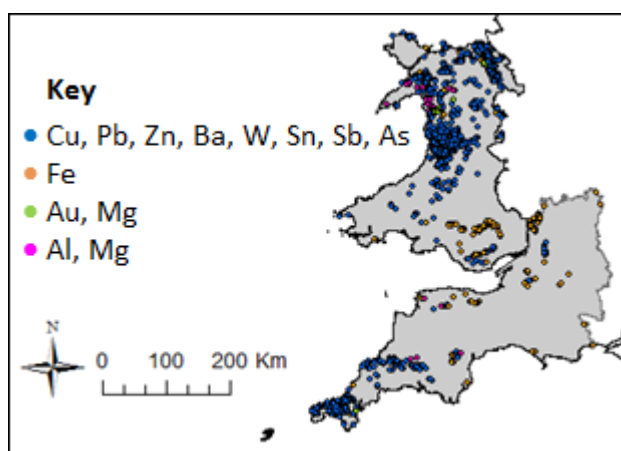 Key
Cu, Pb, Zn, Ba, W, Sn, Sb, As
Fe
Au, Mg
Al, Mg
N
0 100 200 Km